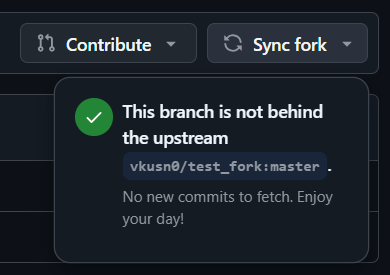 Contribute
Sync fork
This branch is not behind
the upstream
vkusn0/test_fork:master.
No new commits to fetch. Enjoy
your day!